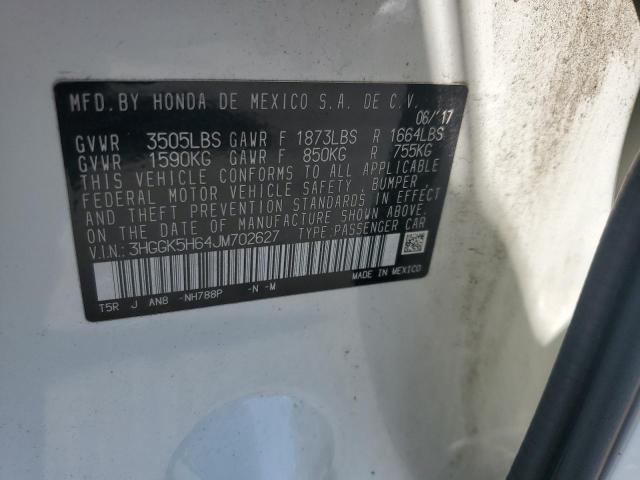 MFD. BY HONDA DE MEXICO S.A. DE C.V.
06/'17
GVWR 3505LBS GAWR F 1873LBS R 1664LBS
GVWR 1590KG GAWR F 850KG R 755KG
THIS VEHICLE CONFORMS TO ALL APPLICABLE
FEDERAL MOTOR VEHICLE SAFETY, BUMPER,
AND THEFT PREVENTION STANDARDS IN EFFECT
ON THE DATE OF MANUFACTURE SHOWN ABOVE.
V.I.N.: 3HGGK5H64JM702627 TYPE:PASSENGER CAR
MADE IN MEXICO
T5R J AN8 -NH788P -N -M